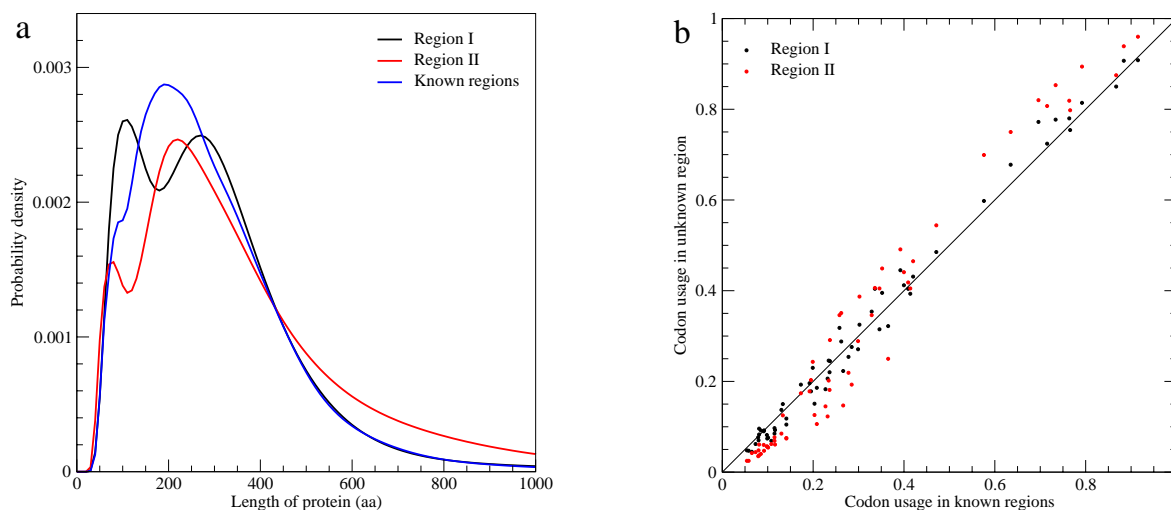 a
Region I
Region II
Known regions
0.003
0.002
0.001
0
Probability density
0
200
400
600
800
1000
Length of protein (aa)
b
Region I
Region II
1
0.8
0.6
0.4
0.2
0
Codon usage in unknown region
0
0.2
0.4
0.6
0.8
Codon usage in known regions